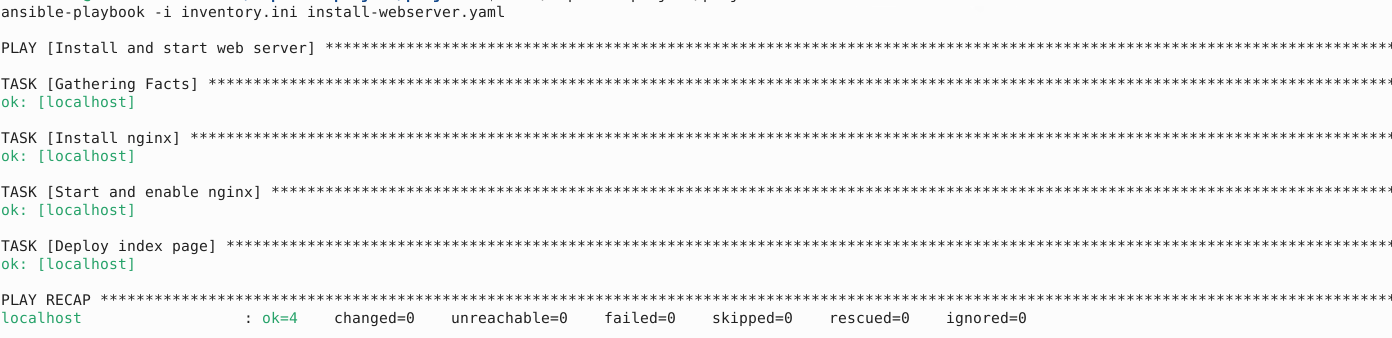 ansible-playbook -i inventory.ini install-webserver.yaml
PLAY [Install and start web server] ***********************************************************************************************************************
TASK [Gathering Facts] ************************************************************************************************************************************
ok: [localhost]
TASK [Install nginx] **************************************************************************************************************************************
ok: [localhost]
TASK [Start and enable nginx] *****************************************************************************************************************************
ok: [localhost]
TASK [Deploy index page] **********************************************************************************************************************************
ok: [localhost]
PLAY RECAP ************************************************************************************************************************************************
localhost                  : ok=4    changed=0    unreachable=0    failed=0    skipped=0    rescued=0    ignored=0